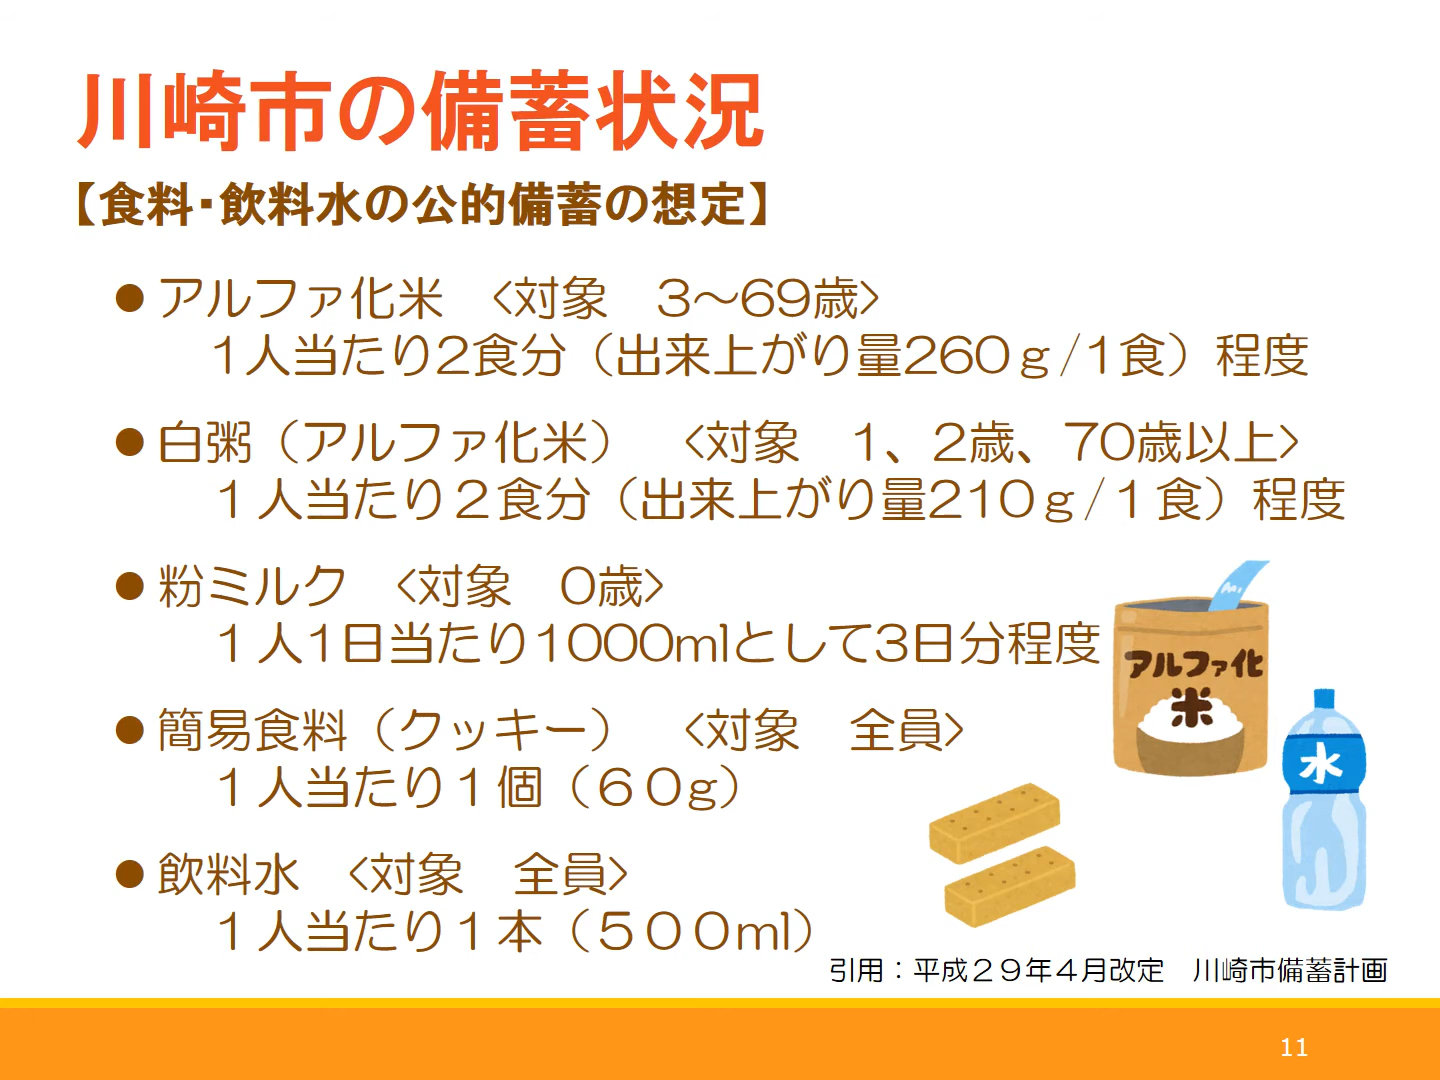 川崎市の備蓄状況
【食料・飲料水の公的備蓄の想定】
● アルファ化米　<対象　3～69歳>
１人当たり2食分（出来上がり量260ｇ/1食）程度
● 白粥（アルファ化米）　<対象　１、２歳、70歳以上>
１人当たり２食分（出来上がり量210ｇ/１食）程度
● 粉ミルク　<対象　0歳>
１人1日当たり1000mlとして3日分程度
● 簡易食料（クッキー）　<対象　全員>
１人当たり１個（６０g）
● 飲料水　<対象　全員>
１人当たり１本（５００ml）
アルファ化
米
水
引用：平成２９年４月改定　川崎市備蓄計画
11